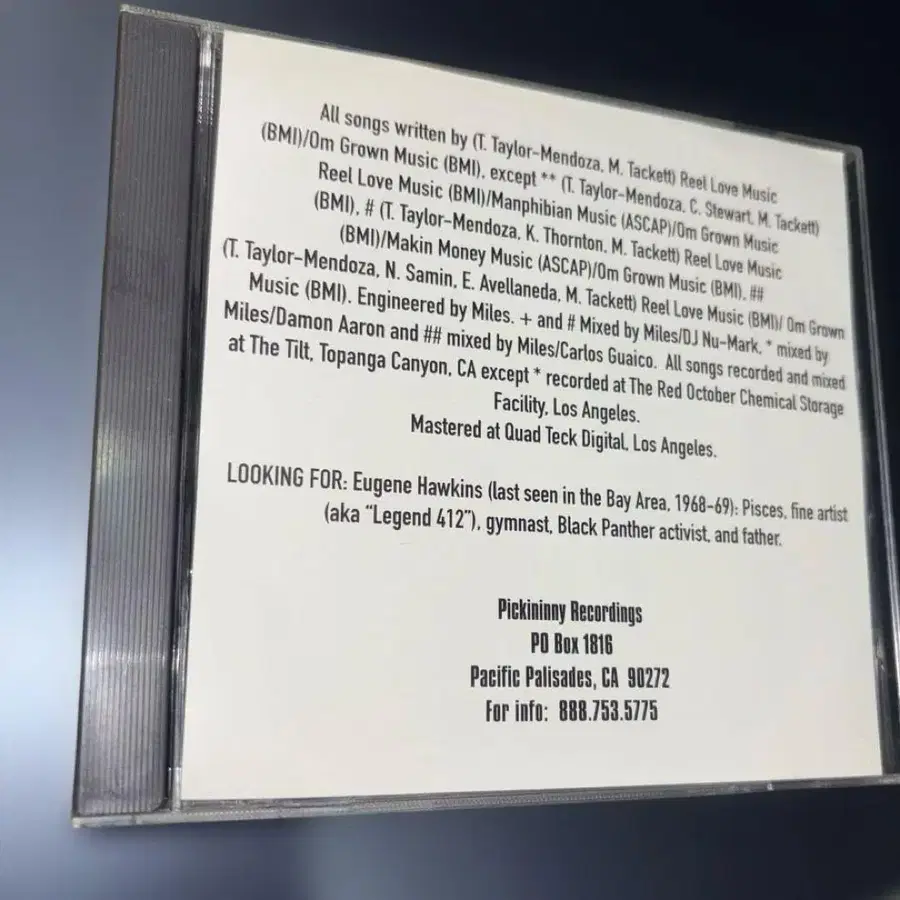 All songs written by (T. Taylor-Mendoza, M. Tackett) Reel Love Music
(BMI)/Om Grown Music (BMI), except ** (T. Taylor-Mendoza, C. Stewart, M. Tackett)
Reel Love Music (BMI)/Manphibian Music (ASCAP)/Om Grown Music
(BMI), # (T. Taylor-Mendoza, K. Thornton, M. Tackett) Reel Love Music
(BMI)/Makin Money Music (ASCAP)/Om Grown Music (BMI), ##
(T. Taylor-Mendoza, N. Samin, E. Avellaneda, M. Tackett) Reel Love Music (BMI)/ Om Grown
Music (BMI). Engineered by Miles. + and # Mixed by Miles/DJ Nu-Mark, * mixed by
Miles/Damon Aaron and ## mixed by Miles/Carlos Guaico. All songs recorded and mixed
at The Tilt, Topanga Canyon, CA except * recorded at The Red October Chemical Storage
Facility, Los Angeles.
Mastered at Quad Teck Digital, Los Angeles.
LOOKING FOR: Eugene Hawkins (last seen in the Bay Area, 1968-69): Pisces, fine artist
(aka "Legend 412"), gymnast, Black Panther activist, and father.
Pickininny Recordings
PO Box 1816
Pacific Palisades, CA 90272
For info: 888.753.5775